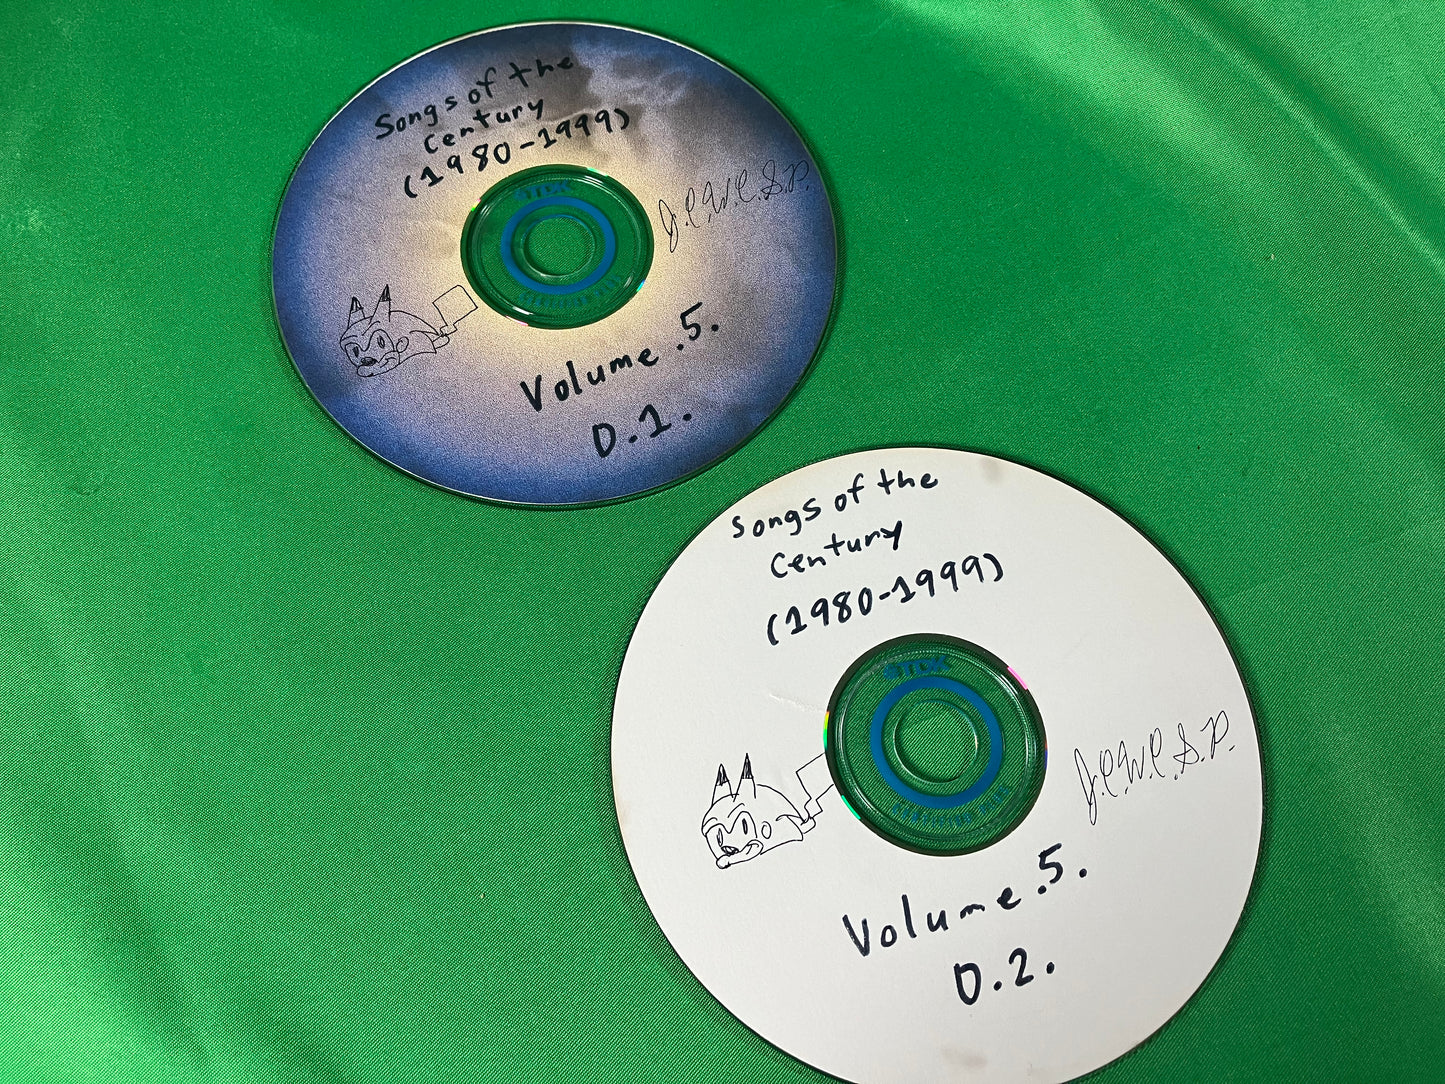 Songs of the
Century
(1980-1999)
TDK
J.C.W.C.S.P.
Volume.5.
D.1.
Songs of the
Century
(1980-1999)
TDK
J.C.W.C.S.P.
Volume.5.
D.2.